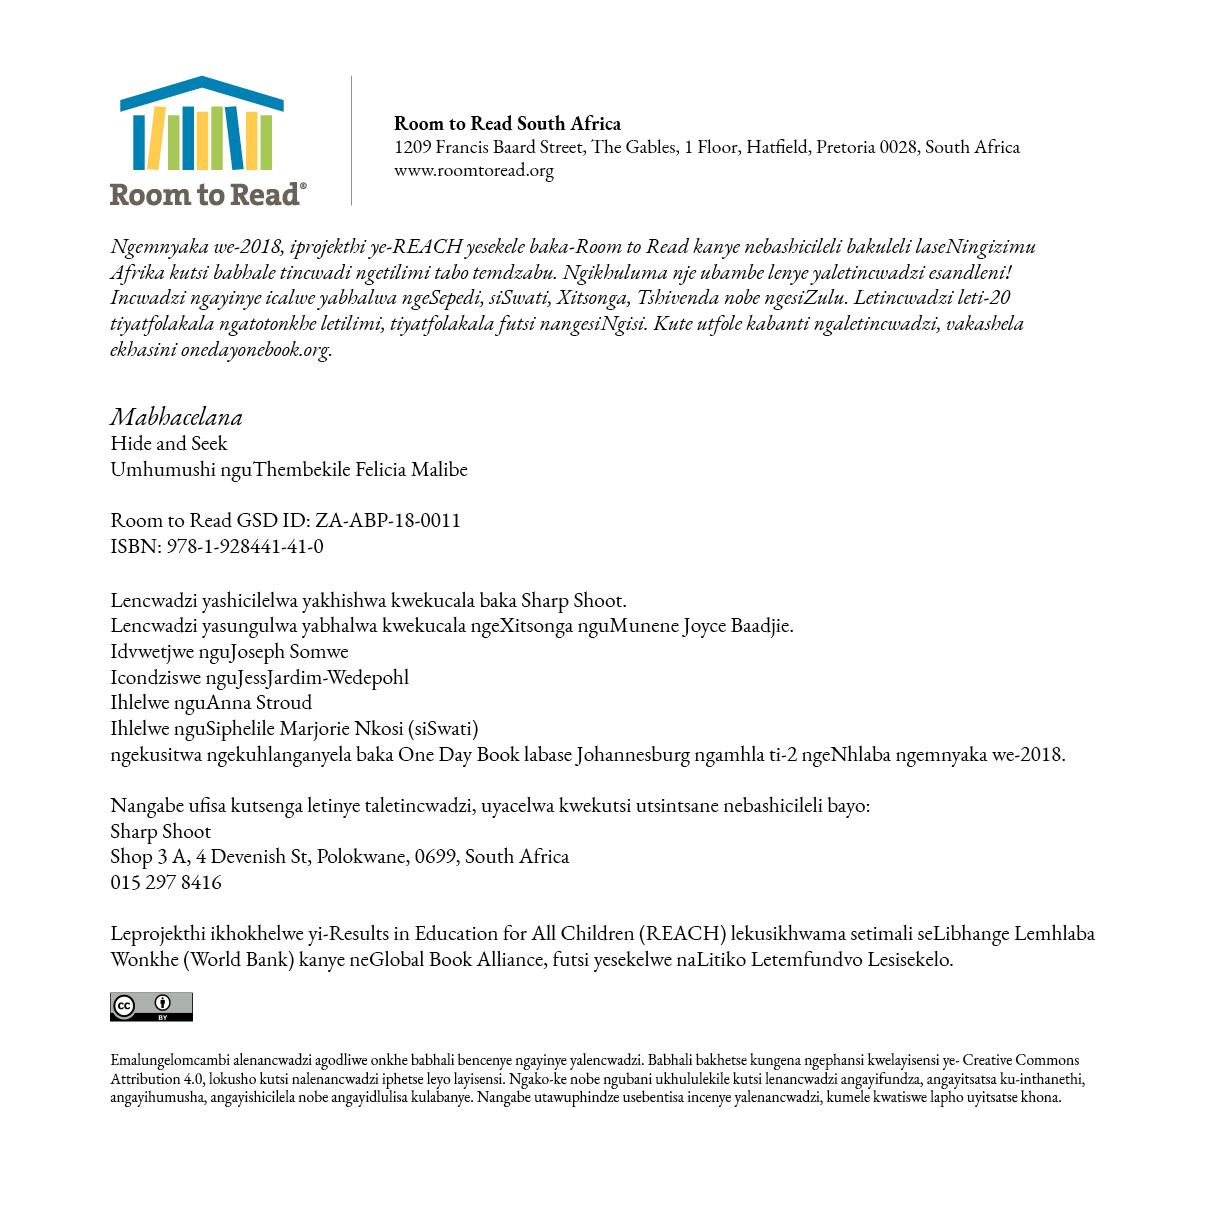 Room to Read®
Room to Read South Africa
1209 Francis Baard Street, The Gables, 1 Floor, Hatfield, Pretoria 0028, South Africa
www.roomtoread.org
Ngemnyaka we-2018, iprojekthi ye-REACH yesekele baka-Room to Read kanye nebashicileli bakuleli laseNingizimu
Afrika kutsi babhale tincwadi ngetilimi tabo temdzabu. Ngikhuluma nje ubambe lenye yaletincwadzi esandleni!
Incwadzi ngayinye icalwe yabhalwa ngeSepedi, siSwati, Xitsonga, Tshivenda nobe ngesiZulu. Letincwadzi leti-20
tiyatfolakala ngatotonkhe letilimi, tiyatfolakala futsi nangesiNgisi. Kute utfole kabanti ngaletincwadzi, vakashela
ekhasini onedayonebook.org.
Mabhacelana
Hide and Seek
Umhumushi nguThembekile Felicia Malibe
Room to Read GSD ID: ZA-ABP-18-0011
ISBN: 978-1-928441-41-0
Lencwadzi yashicilelwa yakhishwa kwekucala baka Sharp Shoot.
Lencwadzi yasungulwa yabhalwa kwekucala ngeXitsonga nguMunene Joyce Baadjie.
Idvwetjwe nguJoseph Somwe
Icondziswe nguJessJardim-Wedepohl
Ihlelwe nguAnna Stroud
Ihlelwe nguSiphelile Marjorie Nkosi (siSwati)
ngekusitwa ngekuhlanganyela baka One Day Book labase Johannesburg ngamhla ti-2 ngeNhlaba ngemnyaka we-2018.
Nangabe ufisa kutsenga letinye taletincwadzi, uyacelwa kwekutsi utsintsane nebashicileli bayo:
Sharp Shoot
Shop 3 A, 4 Devenish St, Polokwane, 0699, South Africa
015 297 8416
Leprojekthi ikhokhelwe yi-Results in Education for All Children (REACH) lekusikhwama setimali seLibhange Lemhlaba
Wonkhe (World Bank) kanye neGlobal Book Alliance, futsi yesekelwe naLitiko Letemfundvo Lesisekelo.
cc BY
Emalungelomcambi alenancwadzi agodliwe onkhe babhali bencenye ngayinye yalencwadzi. Babhali bakhetse kungena ngephansi kwelayisensi ye- Creative Commons
Attribution 4.0, lokusho kutsi nalenancwadzi iphetse leyo layisensi. Ngako-ke nobe ngubani ukhululekile kutsi lenancwadzi angayifundza, angayitsatsa ku-inthanethi,
angayihumusha, angayishicilela nobe angayidlulisa kulabanye. Nangabe utawuphindze usebentisa incenye yalenancwadzi, kumele kwatiswe lapho uyitsatse khona.